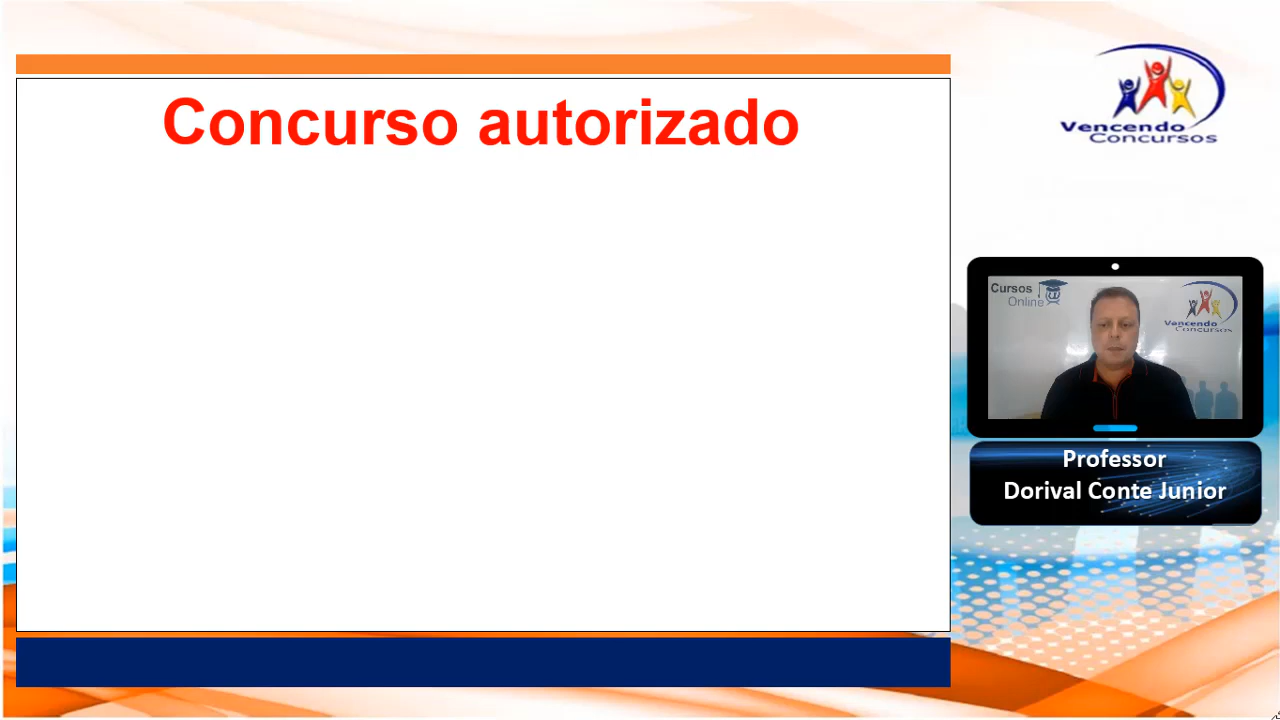 Concurso autorizado
Vencendo
Concursos
Cursos
Online
Vencendo
Concursos
Professor
Dorival Conte Junior